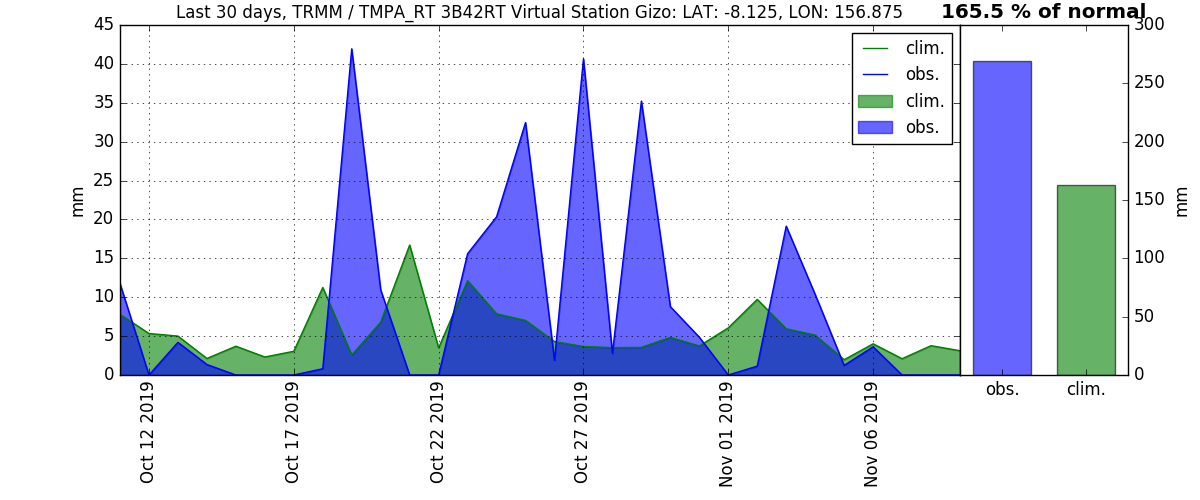 Last 30 days, TRMM / TMPA_RT 3B42RT Virtual Station Gizo: LAT: -8.125, LON: 156.875
165.5 % of normal
45
40
35
30
25
20
15
10
5
0
mm
clim.
obs.
clim.
obs.
300
250
200
150
100
50
0
mm
obs.
clim.
Oct 12 2019
Oct 17 2019
Oct 22 2019
Oct 27 2019
Nov 01 2019
Nov 06 2019